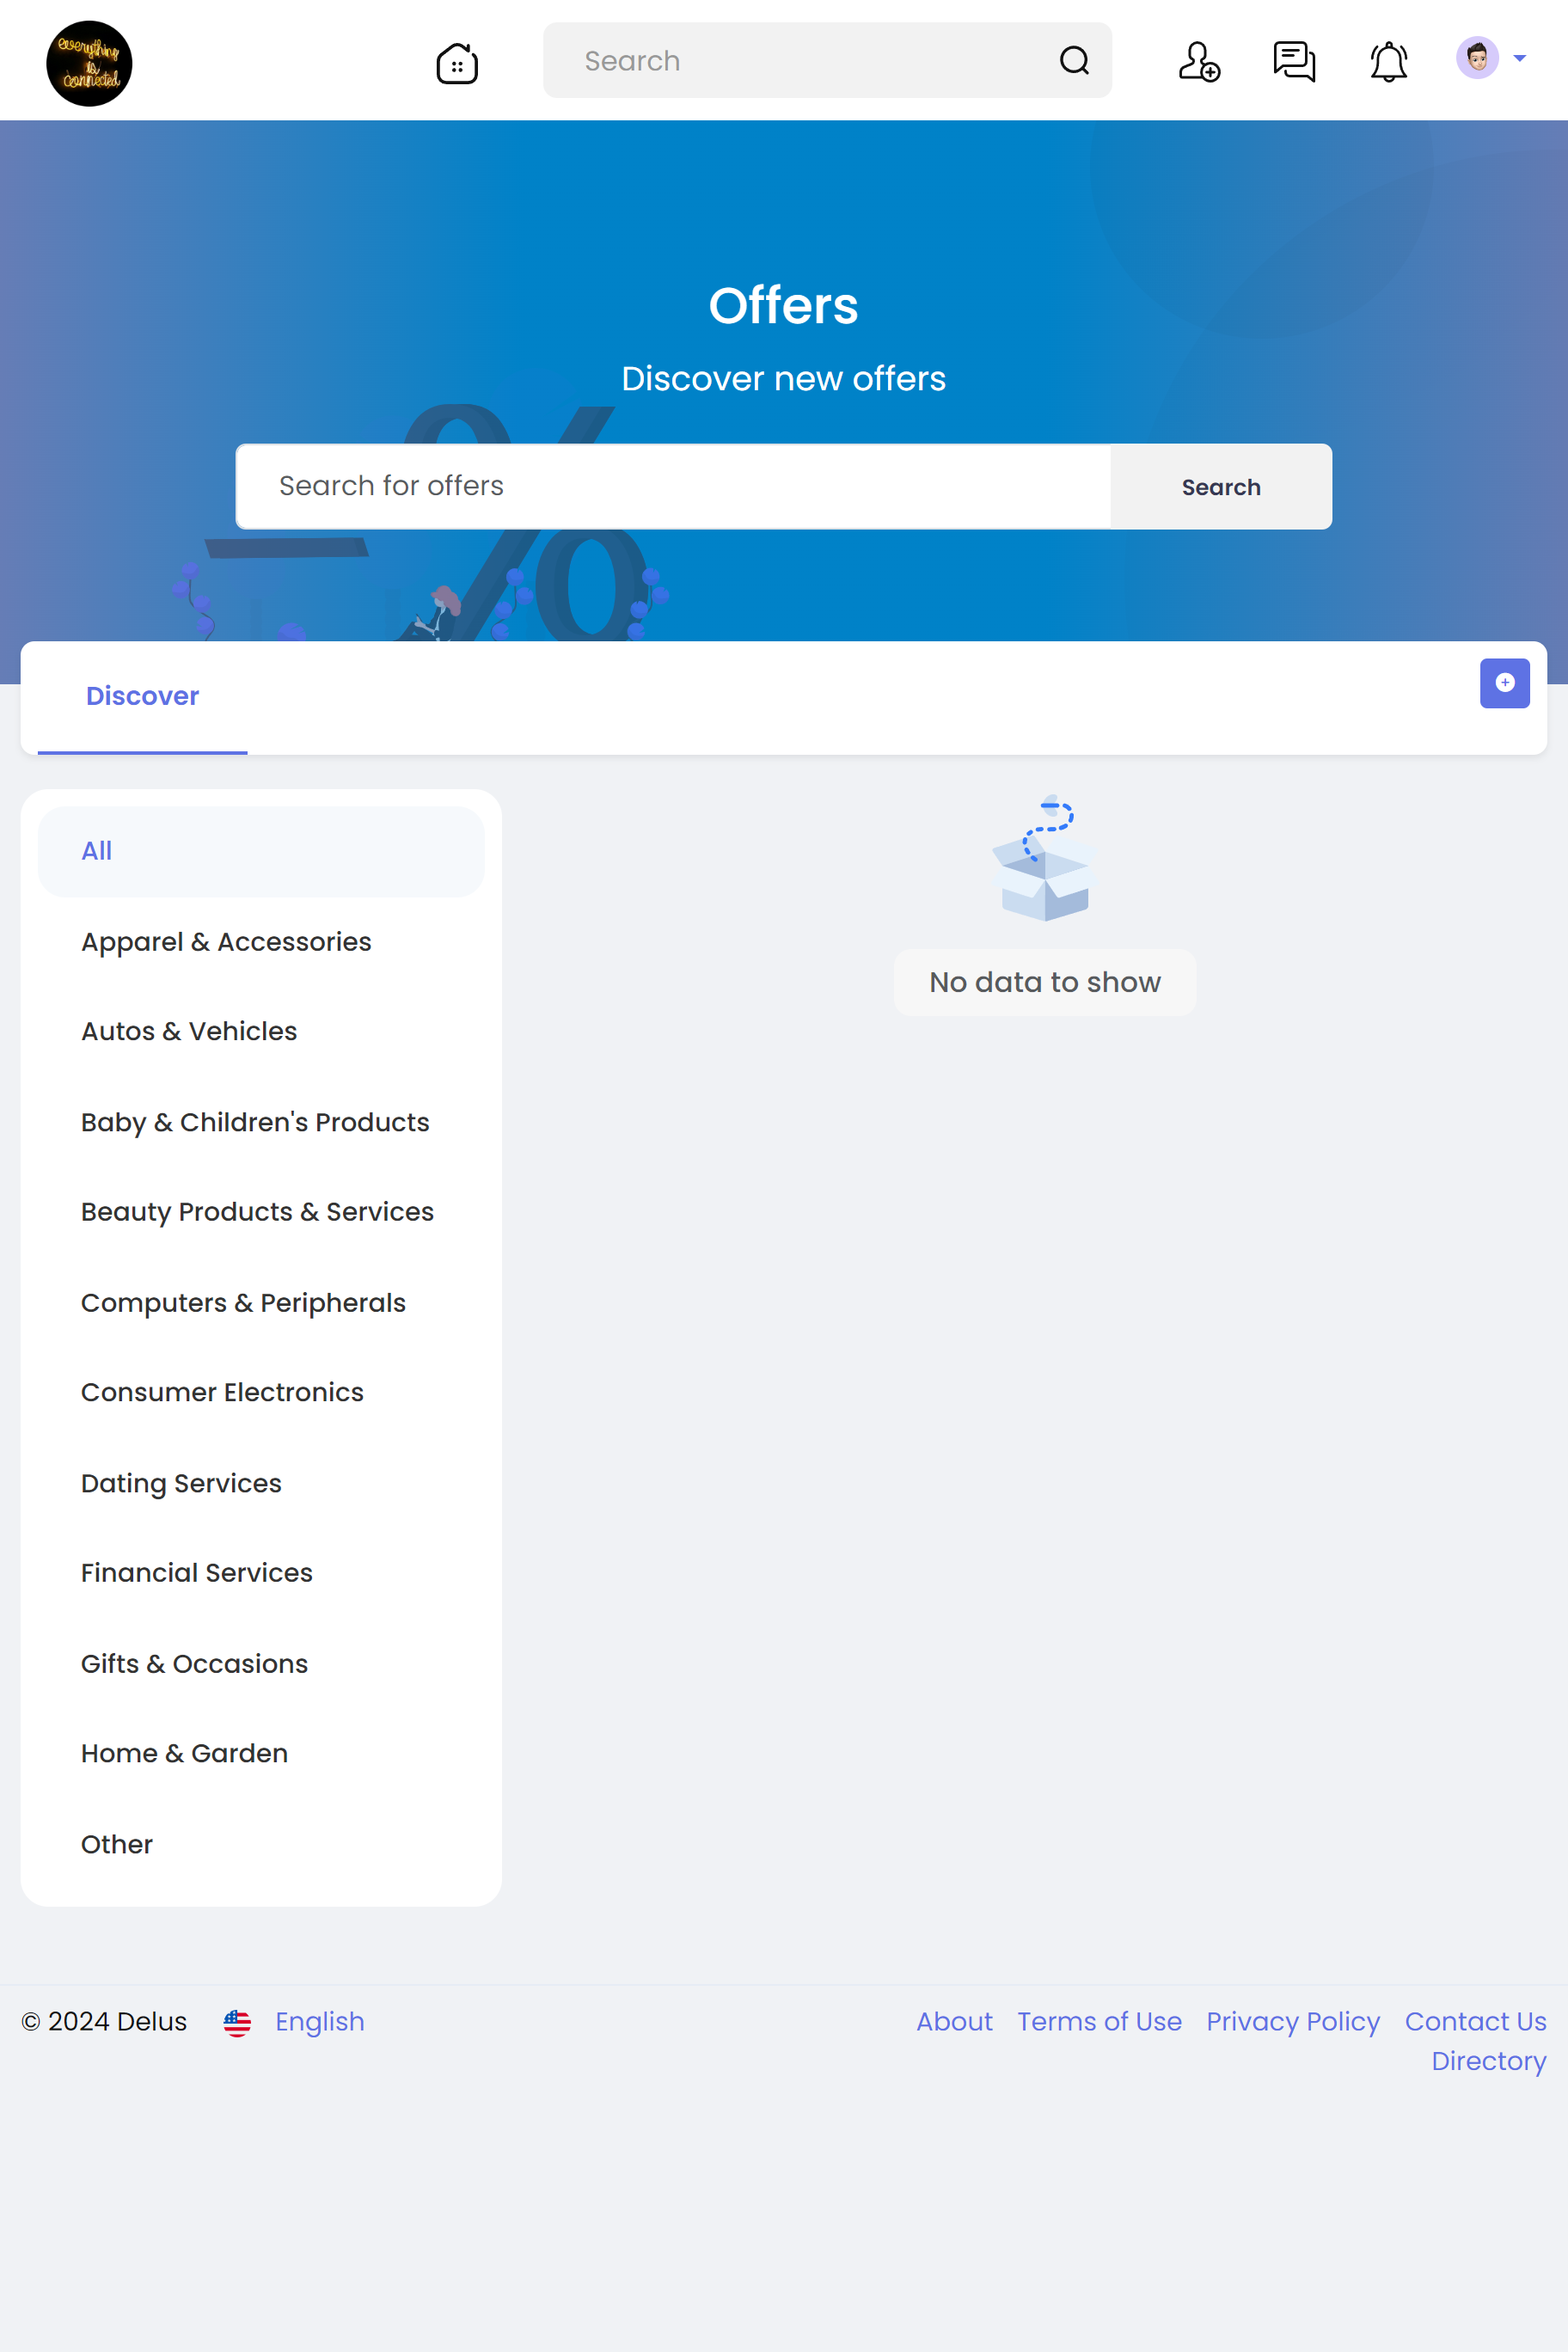 everything
is
connected
Search
Offers
Discover new offers
Search for offers
Search
Discover
All
Apparel & Accessories
Autos & Vehicles
Baby & Children's Products
Beauty Products & Services
Computers & Peripherals
Consumer Electronics
Dating Services
Financial Services
Gifts & Occasions
Home & Garden
Other
No data to show
© 2024 Delus English
About Terms of Use Privacy Policy Contact Us
Directory